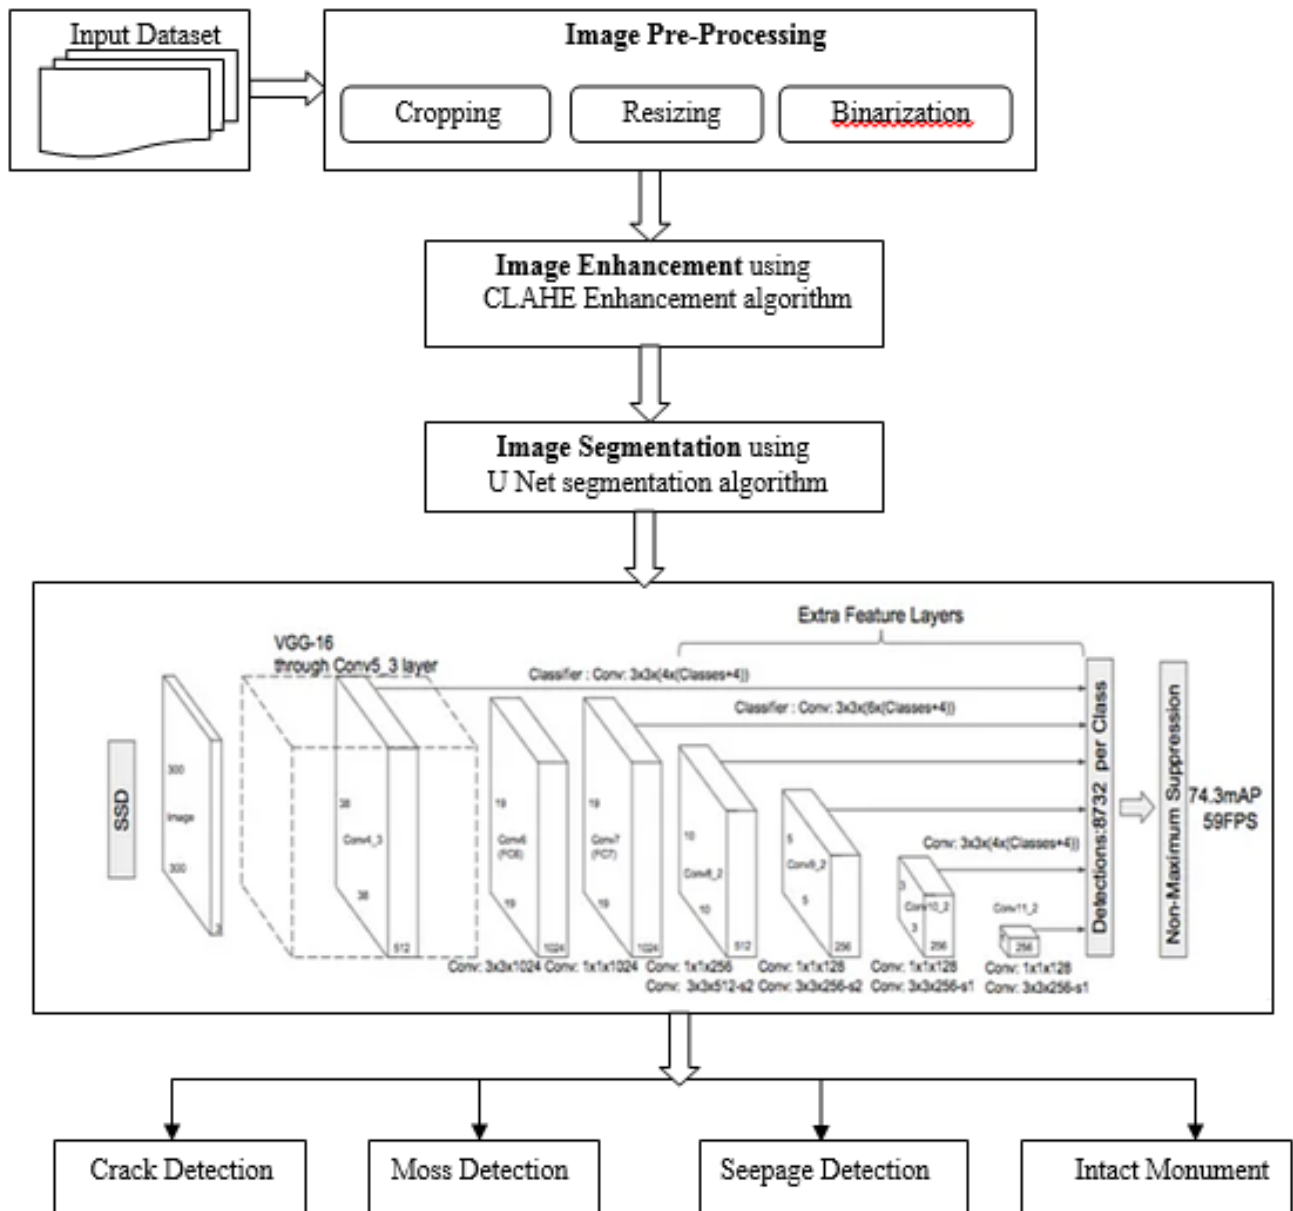 Input Dataset
Image Pre-Processing
Cropping
Resizing
Binarization
Image Enhancement using
CLAHE Enhancement algorithm
Image Segmentation using
U Net segmentation algorithm
Extra Feature Layers
VGG-16
through Conv5_3 layer
Classifier : Conv: 3x3x(4x(Classes+4))
Classifier : Conv: 3x3x(6x(Classes+4))
SSD
300
Image
300
3
38
Conv4_3
38
512
19
Conv6
(FC6)
19
1024
19
Conv7
(FC7)
19
1024
10
Conv8_2
10
512
5
Conv9_2
5
256
Conv: 3x3x(4x(Classes+4))
3
Conv10_2
3
256
Conv11_2
256
Detections:8732 per Class
Non-Maximum Suppression
74.3mAP
59FPS
Conv: 3x3x1024
Conv: 1x1x1024
Conv: 1x1x256
Conv: 3x3x512-s2
Conv: 1x1x128
Conv: 3x3x256-s2
Conv: 1x1x128
Conv: 3x3x256-s1
Conv: 1x1x128
Conv: 3x3x256-s1
Crack Detection
Moss Detection
Seepage Detection
Intact Monument